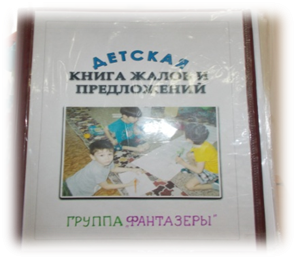 ДЕТСКАЯ
КНИГА ЖАЛОБ И
ПРЕДЛОЖЕНИЙ
ГРУППА „ФАНТАЗЕРЫ"